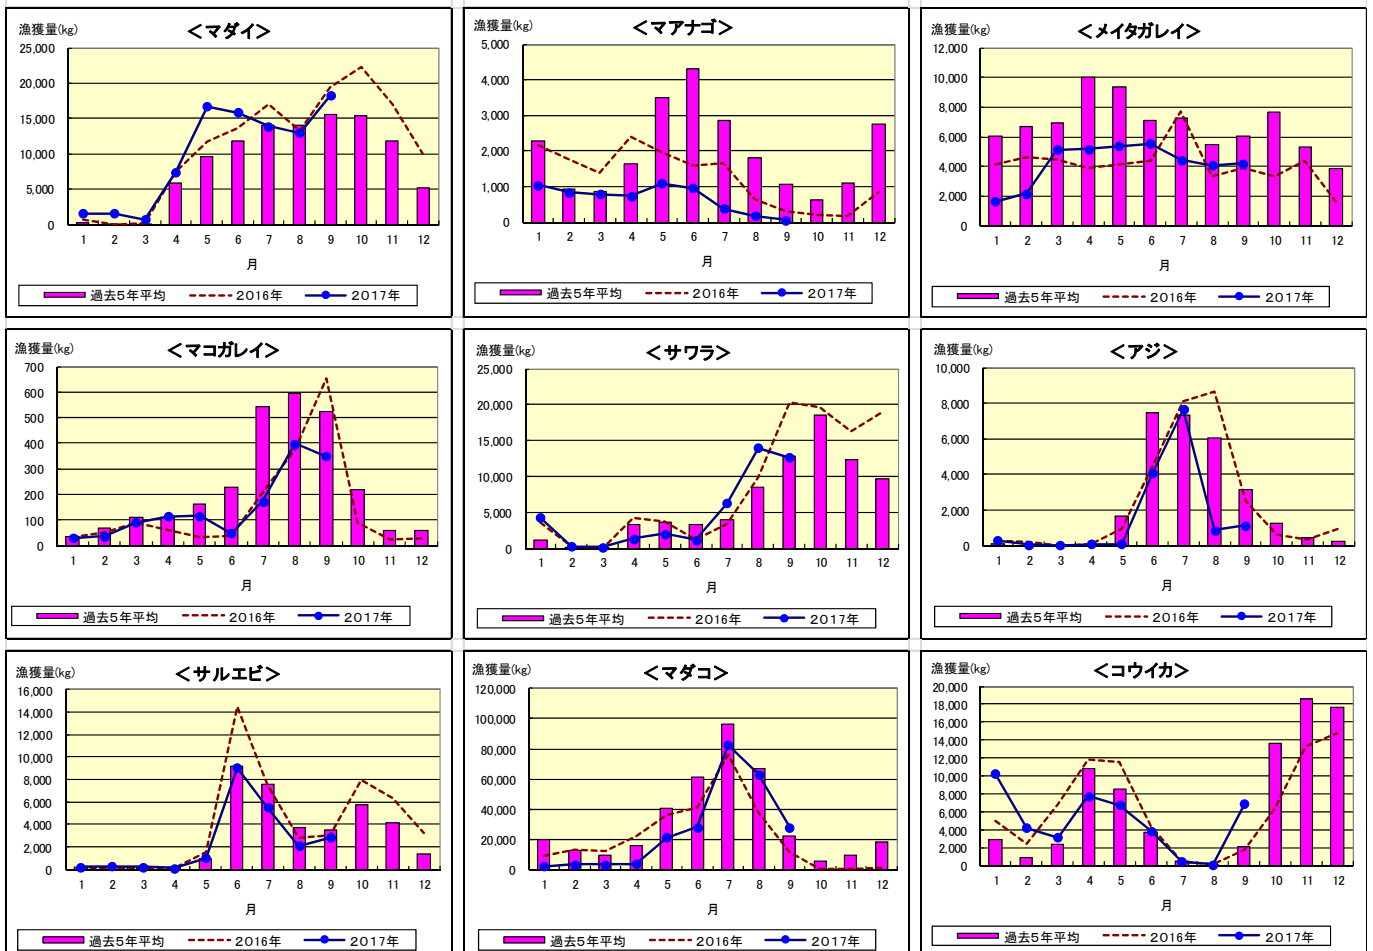 漁獲量(kg)
＜マダイ＞
25,000
20,000
15,000
10,000
5,000
0
1 2 3 4 5 6 7 8 9 10 11 12
月
過去5年平均 2016年 2017年
漁獲量(kg)
＜マアナゴ＞
5,000
4,000
3,000
2,000
1,000
0
1 2 3 4 5 6 7 8 9 10 11 12
月
過去5年平均 2016年 2017年
漁獲量(kg)
＜メイタガレイ＞
12,000
10,000
8,000
6,000
4,000
2,000
0
1 2 3 4 5 6 7 8 9 10 11 12
月
過去5年平均 2016年 2017年
漁獲量(kg)
＜マコガレイ＞
700
600
500
400
300
200
100
0
1 2 3 4 5 6 7 8 9 10 11 12
月
過去5年平均 2016年 2017年
漁獲量(kg)
＜サワラ＞
25,000
20,000
15,000
10,000
5,000
0
1 2 3 4 5 6 7 8 9 10 11 12
月
過去5年平均 2016年 2017年
漁獲量(kg)
＜アジ＞
10,000
8,000
6,000
4,000
2,000
0
1 2 3 4 5 6 7 8 9 10 11 12
月
過去5年平均 2016年 2017年
漁獲量(kg)
＜サルエビ＞
16,000
14,000
12,000
10,000
8,000
6,000
4,000
2,000
0
1 2 3 4 5 6 7 8 9 10 11 12
月
過去5年平均 2016年 2017年
漁獲量(kg)
＜マダコ＞
120,000
100,000
80,000
60,000
40,000
20,000
0
1 2 3 4 5 6 7 8 9 10 11 12
月
過去5年平均 2016年 2017年
漁獲量(kg)
＜コウイカ＞
20,000
18,000
16,000
14,000
12,000
10,000
8,000
6,000
4,000
2,000
0
1 2 3 4 5 6 7 8 9 10 11 12
月
過去5年平均 2016年 2017年